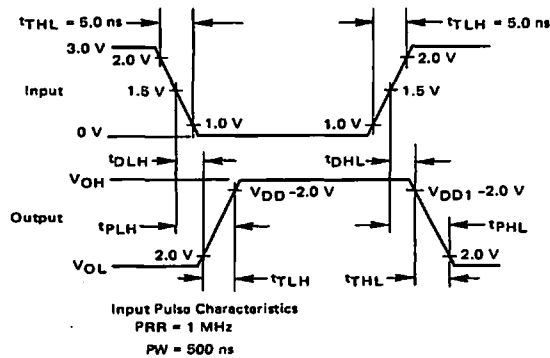 tTHL = 5.0 ns
tTLH = 5.0 ns
3.0 V
2.0 V
2.0 V
Input
1.5 V
1.5 V
1.0 V
1.0 V
0 V
tDLH
tDHL
VOH
VDD -2.0 V
VDD1 -2.0 V
Output
tPLH
tPHL
2.0 V
2.0 V
VOL
tTLH
tTHL
Input Pulse Characteristics
PRR = 1 MHz
PW = 500 ns